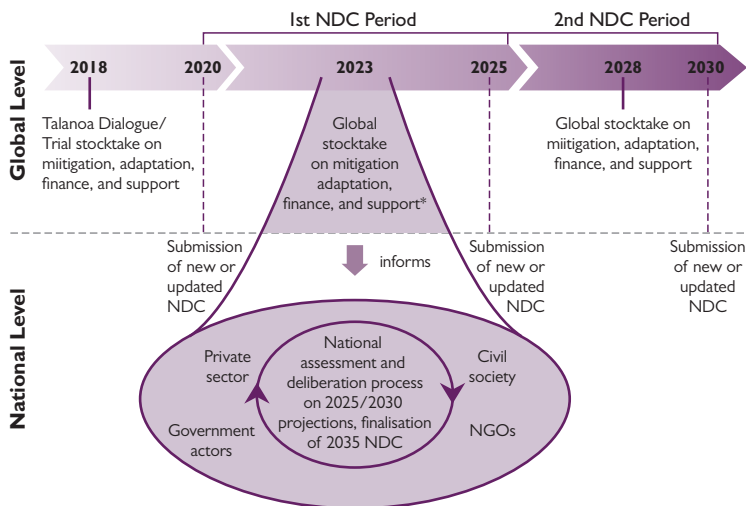 1st NDC Period
2nd NDC Period
2018
2020
2023
2025
2028
2030
Global Level
Talanoa Dialogue/
Trial stocktake on
miitigation, adaptation,
finance, and support
Global
stocktake
on mitigation
adaptation,
finance, and support*
Global stocktake on
miitigation, adaptation,
finance, and support
National Level
Submission
of new or
updated
NDC
informs
Submission
of new or
updated
NDC
Submission
of new or
updated
NDC
Private
sector
National
assessment and
deliberation process
on 2025/2030
projections, finalisation
of 2035 NDC
Civil
society
Government
actors
NGOs